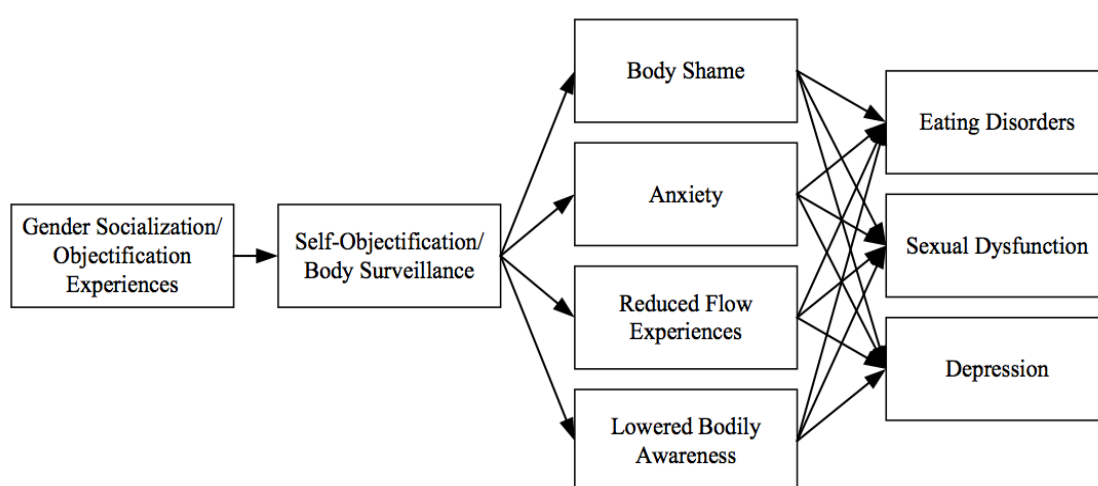 Gender Socialization/
Objectification
Experiences
Self-Objectification/
Body Surveillance
Body Shame
Anxiety
Reduced Flow
Experiences
Lowered Bodily
Awareness
Eating Disorders
Sexual Dysfunction
Depression